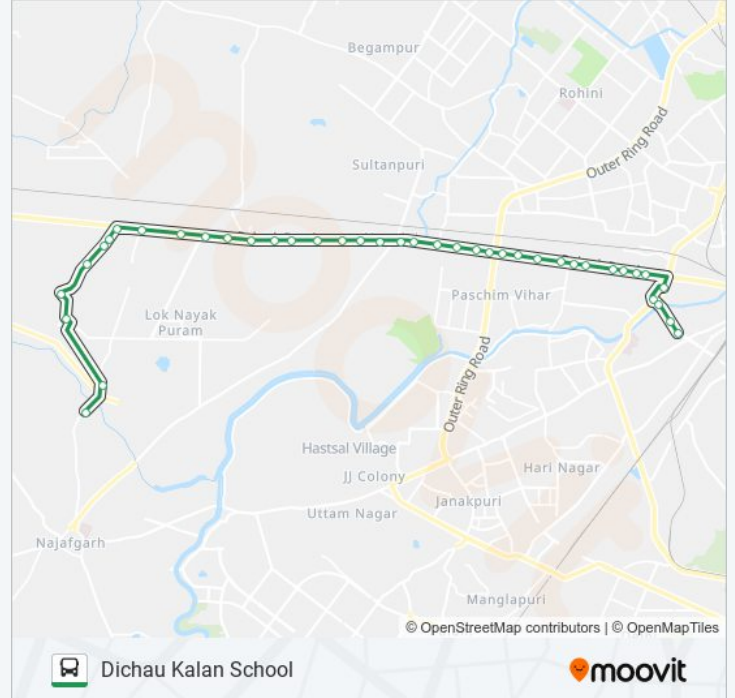 Begampur
Rohini
Outer Ring Road
Sultanpuri
Paschim Vihar
Lok Nayak
Puram
Outer Ring Road
Hastsal Village
Hari Nagar
JJ Colony
Janakpuri
Uttam Nagar
Najafgarh
Manglapuri
© OpenStreetMap contributors | © OpenMapTiles
Dichau Kalan School
moovit